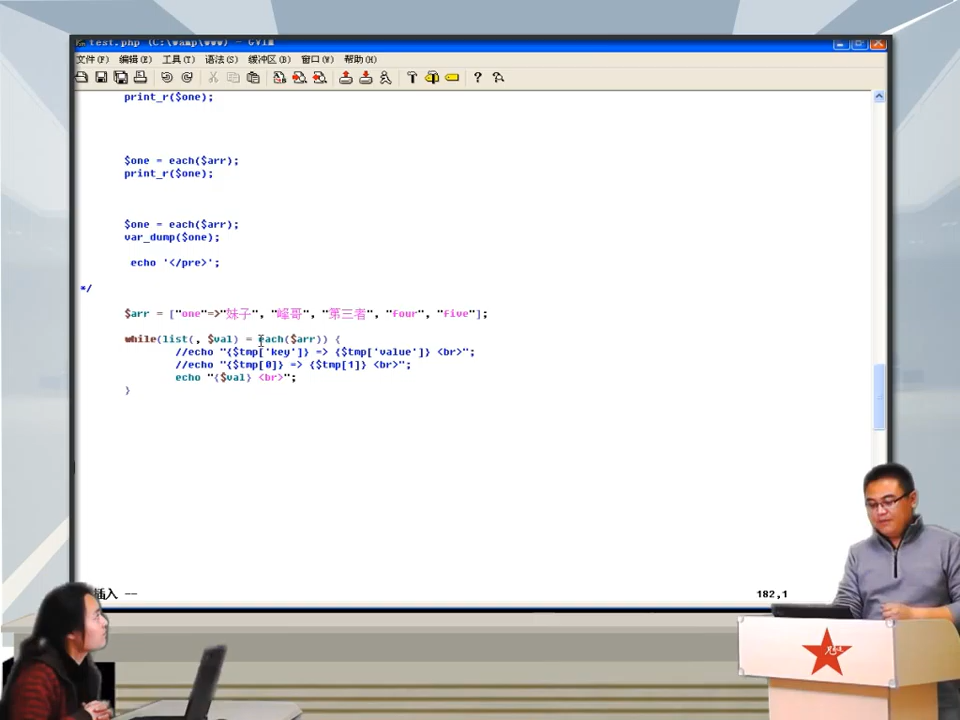 test.php (C:\wamp\www) - GVIM
文件(F) 编辑(E) 工具(T) 语法(S) 缓冲区(B) 窗口(W) 帮助(H)
print_r($one);
$one = each($arr);
print_r($one);
$one = each($arr);
var_dump($one);
echo '</pre>';
*/
$arr = ["one"=>"妹子", "峰哥", "第三者", "four", "five"];
while(list(, $val) = each($arr)) {
//echo "{$tmp['key']} => {$tmp['value']} <br>";
//echo "{$tmp[0]} => {$tmp[1]} <br>";
echo "{$val} <br>";
}
插入 --
182,1